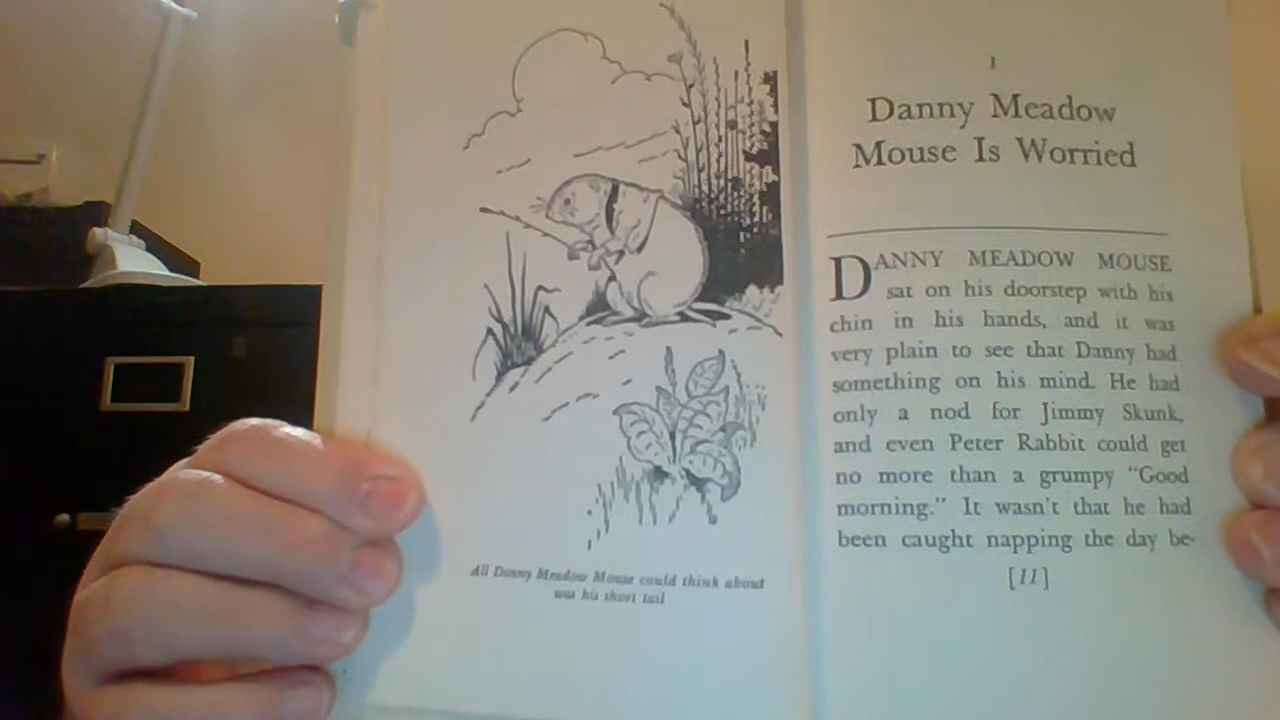 All Danny Meadow Mouse could think about
was his short tail
I
Danny Meadow
Mouse Is Worried
DANNY MEADOW MOUSE
sat on his doorstep with his
chin in his hands, and it was
very plain to see that Danny had
something on his mind. He had
only a nod for Jimmy Skunk,
and even Peter Rabbit could get
no more than a grumpy "Good
morning." It wasn't that he had
been caught napping the day be-
[11]